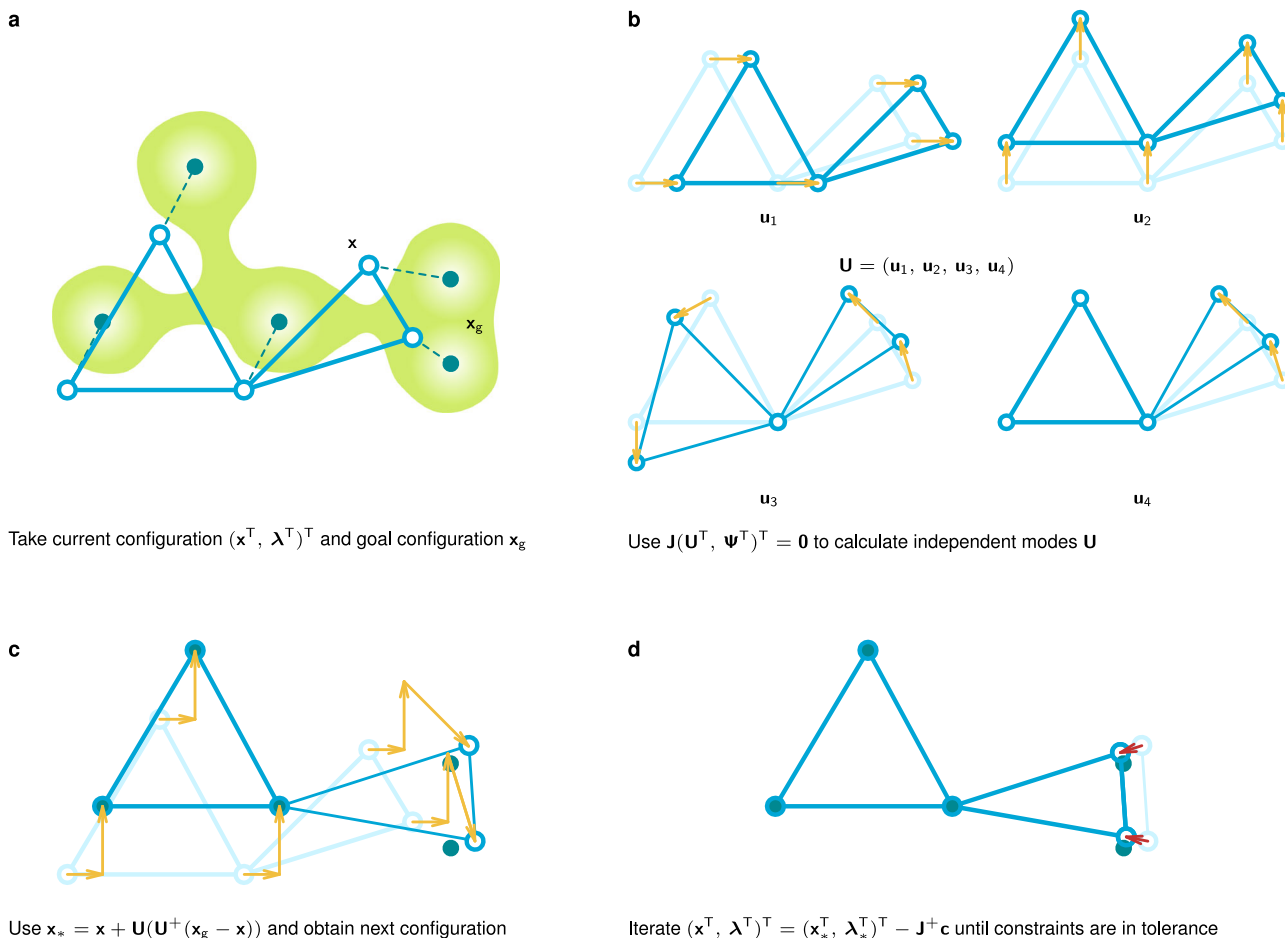 a
x
x_g
Take current configuration (x^T, λ^T)^T and goal configuration x_g
b
u_1
u_2
U = (u_1, u_2, u_3, u_4)
u_3
u_4
Use J(U^T, Ψ^T)^T = 0 to calculate independent modes U
c
Use x_* = x + U(U^+(x_g − x)) and obtain next configuration
d
Iterate (x^T, λ^T)^T = (x_*^T, λ_*^T)^T − J^+c until constraints are in tolerance